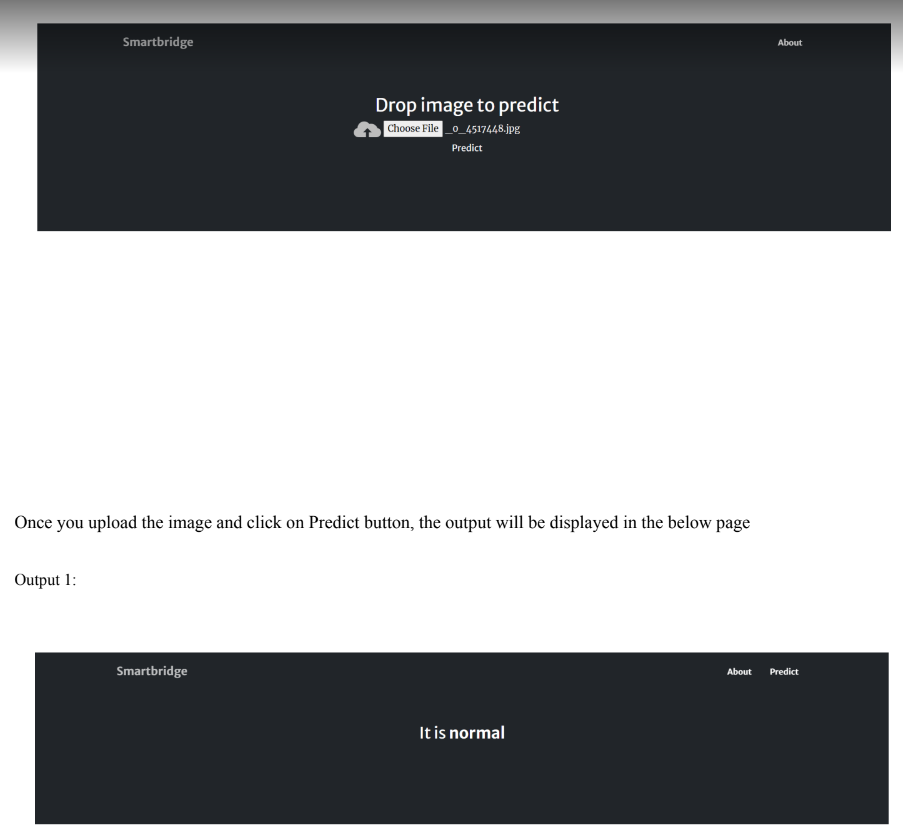 Smartbridge About
Drop image to predict
Choose File _0_4517448.jpg
Predict
Once you upload the image and click on Predict button, the output will be displayed in the below page
Output 1:
Smartbridge About Predict
It is normal